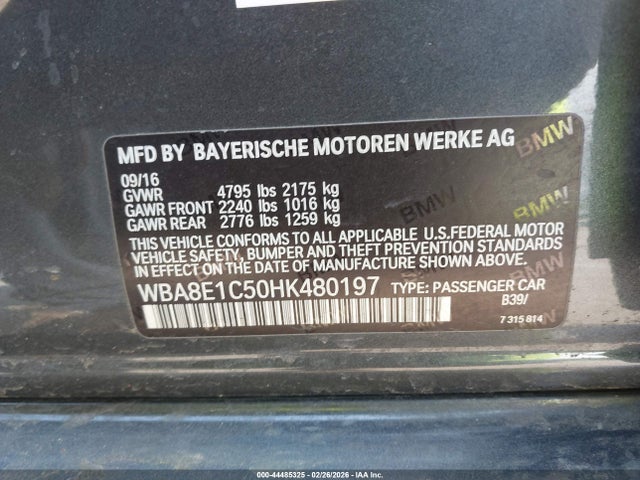 MFD BY BAYERISCHE MOTOREN WERKE AG
09/16
GVWR 4795 lbs 2175 kg
GAWR FRONT 2240 lbs 1016 kg
GAWR REAR 2776 lbs 1259 kg
THIS VEHICLE CONFORMS TO ALL APPLICABLE U.S.FEDERAL MOTOR
VEHICLE SAFETY, BUMPER AND THEFT PREVENTION STANDARDS
IN EFFECT ON THE DATE OF MANUFACTURE SHOWN ABOVE.
WBA8E1C50HK480197 TYPE: PASSENGER CAR
B39/
7 315 814
BMW
BMW
BMW
000-44485325 - 02/26/2026 - IAA Inc.